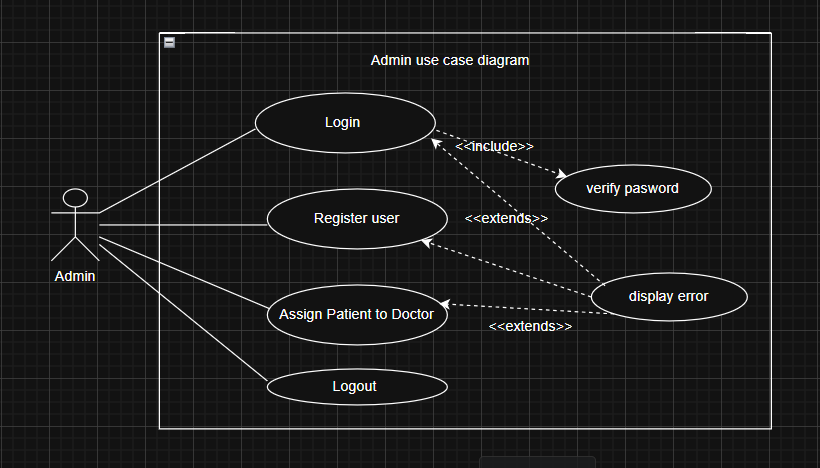 Admin use case diagram
Login
<<include>>
verify pasword
Register user
<<extends>>
Admin
display error
Assign Patient to Doctor
<<extends>>
Logout